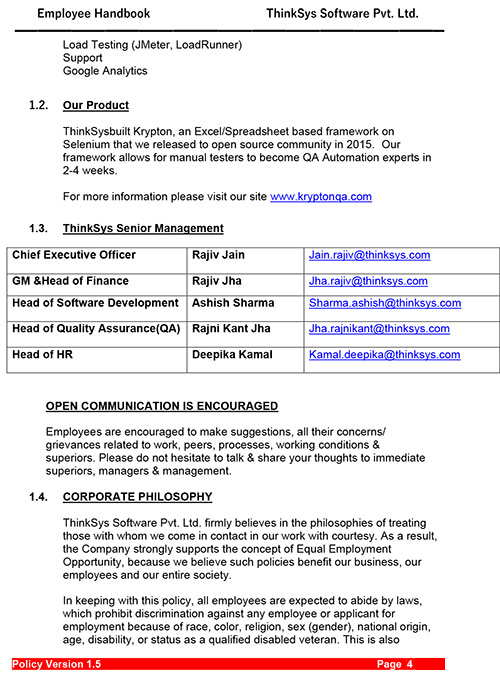 Employee Handbook ThinkSys Software Pvt. Ltd.
Load Testing (JMeter, LoadRunner)
Support
Google Analytics
1.2. Our Product
ThinkSysbuilt Krypton, an Excel/Spreadsheet based framework on
Selenium that we released to open source community in 2015. Our
framework allows for manual testers to become QA Automation experts in
2-4 weeks.
For more information please visit our site www.kryptonqa.com
1.3. ThinkSys Senior Management
Chief Executive Officer Rajiv Jain Jain.rajiv@thinksys.com
GM &Head of Finance Rajiv Jha Jha.rajiv@thinksys.com
Head of Software Development Ashish Sharma Sharma.ashish@thinksys.com
Head of Quality Assurance(QA) Rajni Kant Jha Jha.rajnikant@thinksys.com
Head of HR Deepika Kamal Kamal.deepika@thinksys.com
OPEN COMMUNICATION IS ENCOURAGED
Employees are encouraged to make suggestions, all their concerns/
grievances related to work, peers, processes, working conditions &
superiors. Please do not hesitate to talk & share your thoughts to immediate
superiors, managers & management.
1.4. CORPORATE PHILOSOPHY
ThinkSys Software Pvt. Ltd. firmly believes in the philosophies of treating
those with whom we come in contact in our work with courtesy. As a result,
the Company strongly supports the concept of Equal Employment
Opportunity, because we believe such policies benefit our business, our
employees and our entire society.
In keeping with this policy, all employees are expected to abide by laws,
which prohibit discrimination against any employee or applicant for
employment because of race, color, religion, sex (gender), national origin,
age, disability, or status as a qualified disabled veteran. This is also
Policy Version 1.5 Page 4